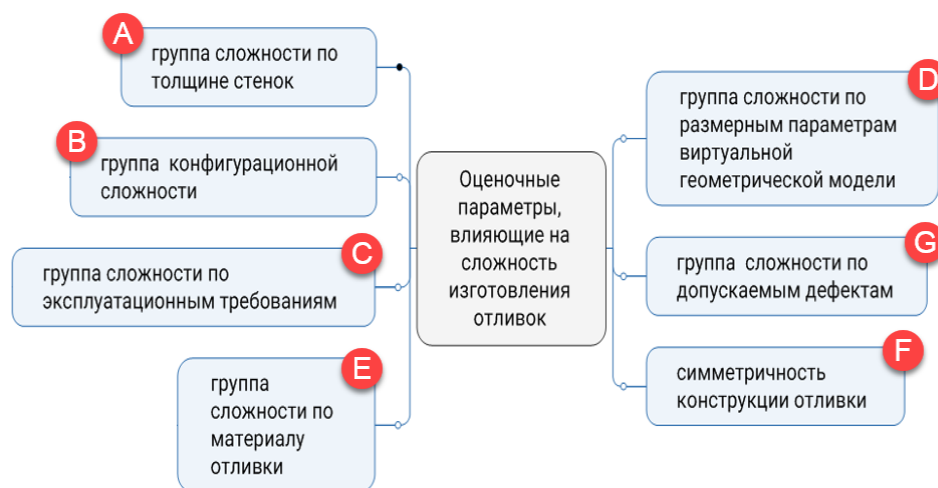 A
группа сложности по
толщине стенок
B
группа конфигурационной
сложности
C
группа сложности по
эксплуатационным требованиям
E
группа
сложности по
материалу
отливки
Оценочные
параметры,
влияющие на
сложность
изготовления
отливок
D
группа сложности по
размерным параметрам
виртуальной
геометрической модели
G
группа сложности по
допускаемым дефектам
F
симметричность
конструкции отливки